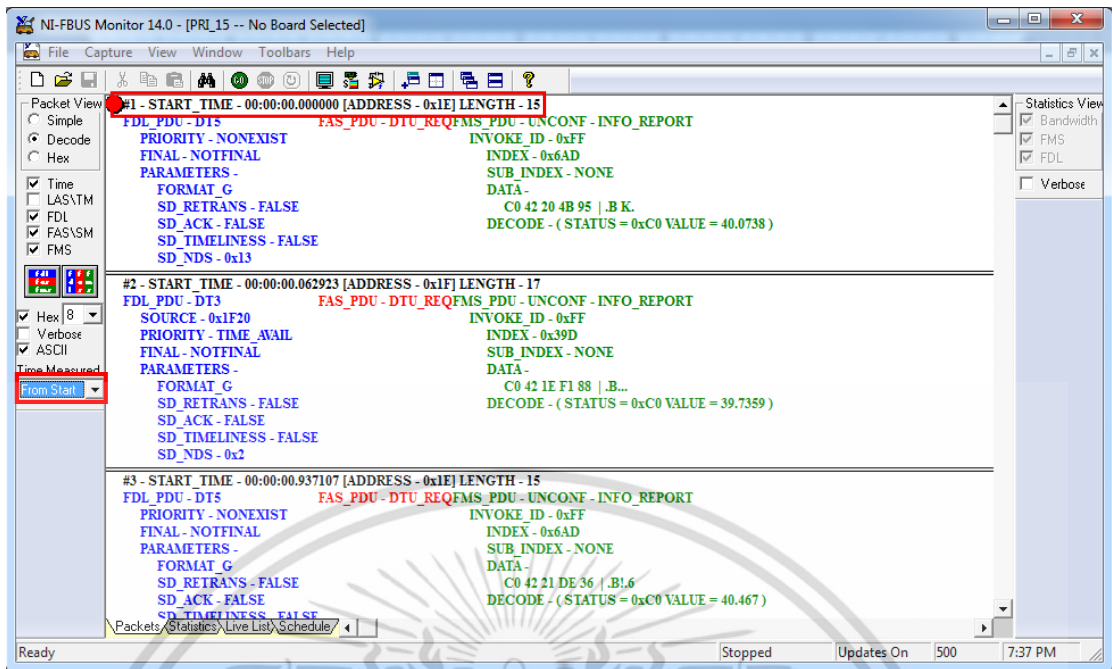 NI-FBUS Monitor 14.0 - [PRI_15 -- No Board Selected]
File Capture View Window Toolbars Help
Packet View
Simple
Decode
Hex
Time
LAS\TM
FDL
FAS\SM
FMS
Hex 8
Verbose
ASCII
Time Measured
From Start
#1 - START_TIME - 00:00:00.000000 [ADDRESS - 0x1E] LENGTH - 15
FDL_PDU - DT5 FAS_PDU - DTU_REQ FMS_PDU - UNCONF - INFO_REPORT
PRIORITY - NONEXIST INVOKE_ID - 0xFF
FINAL - NOTFINAL INDEX - 0x6AD
PARAMETERS - SUB_INDEX - NONE
FORMAT_G DATA -
SD_RETRANS - FALSE C0 42 20 4B 95 | .B K.
SD_ACK - FALSE DECODE - ( STATUS = 0xC0 VALUE = 40.0738 )
SD_TIMELINESS - FALSE
SD_NDS - 0x13
#2 - START_TIME - 00:00:00.062923 [ADDRESS - 0x1F] LENGTH - 17
FDL_PDU - DT3 FAS_PDU - DTU_REQ FMS_PDU - UNCONF - INFO_REPORT
SOURCE - 0x1F20 INVOKE_ID - 0xFF
PRIORITY - TIME_AVAIL INDEX - 0x39D
FINAL - NOTFINAL SUB_INDEX - NONE
PARAMETERS - DATA -
FORMAT_G C0 42 1E F1 88 | .B...
SD_RETRANS - FALSE DECODE - ( STATUS = 0xC0 VALUE = 39.7359 )
SD_ACK - FALSE
SD_TIMELINESS - FALSE
SD_NDS - 0x2
#3 - START_TIME - 00:00:00.937107 [ADDRESS - 0x1E] LENGTH - 15
FDL_PDU - DT5 FAS_PDU - DTU_REQ FMS_PDU - UNCONF - INFO_REPORT
PRIORITY - NONEXIST INVOKE_ID - 0xFF
FINAL - NOTFINAL INDEX - 0x6AD
PARAMETERS - SUB_INDEX - NONE
FORMAT_G DATA -
SD_RETRANS - FALSE C0 42 21 DE 36 | .B!.6
SD_ACK - FALSE DECODE - ( STATUS = 0xC0 VALUE = 40.467 )
SD_TIMELINESS - FALSE
Packets Statistics Live List Schedule
Statistics View
Bandwidth
FMS
FDL
Verbose
Ready Stopped Updates On 500 7:37 PM